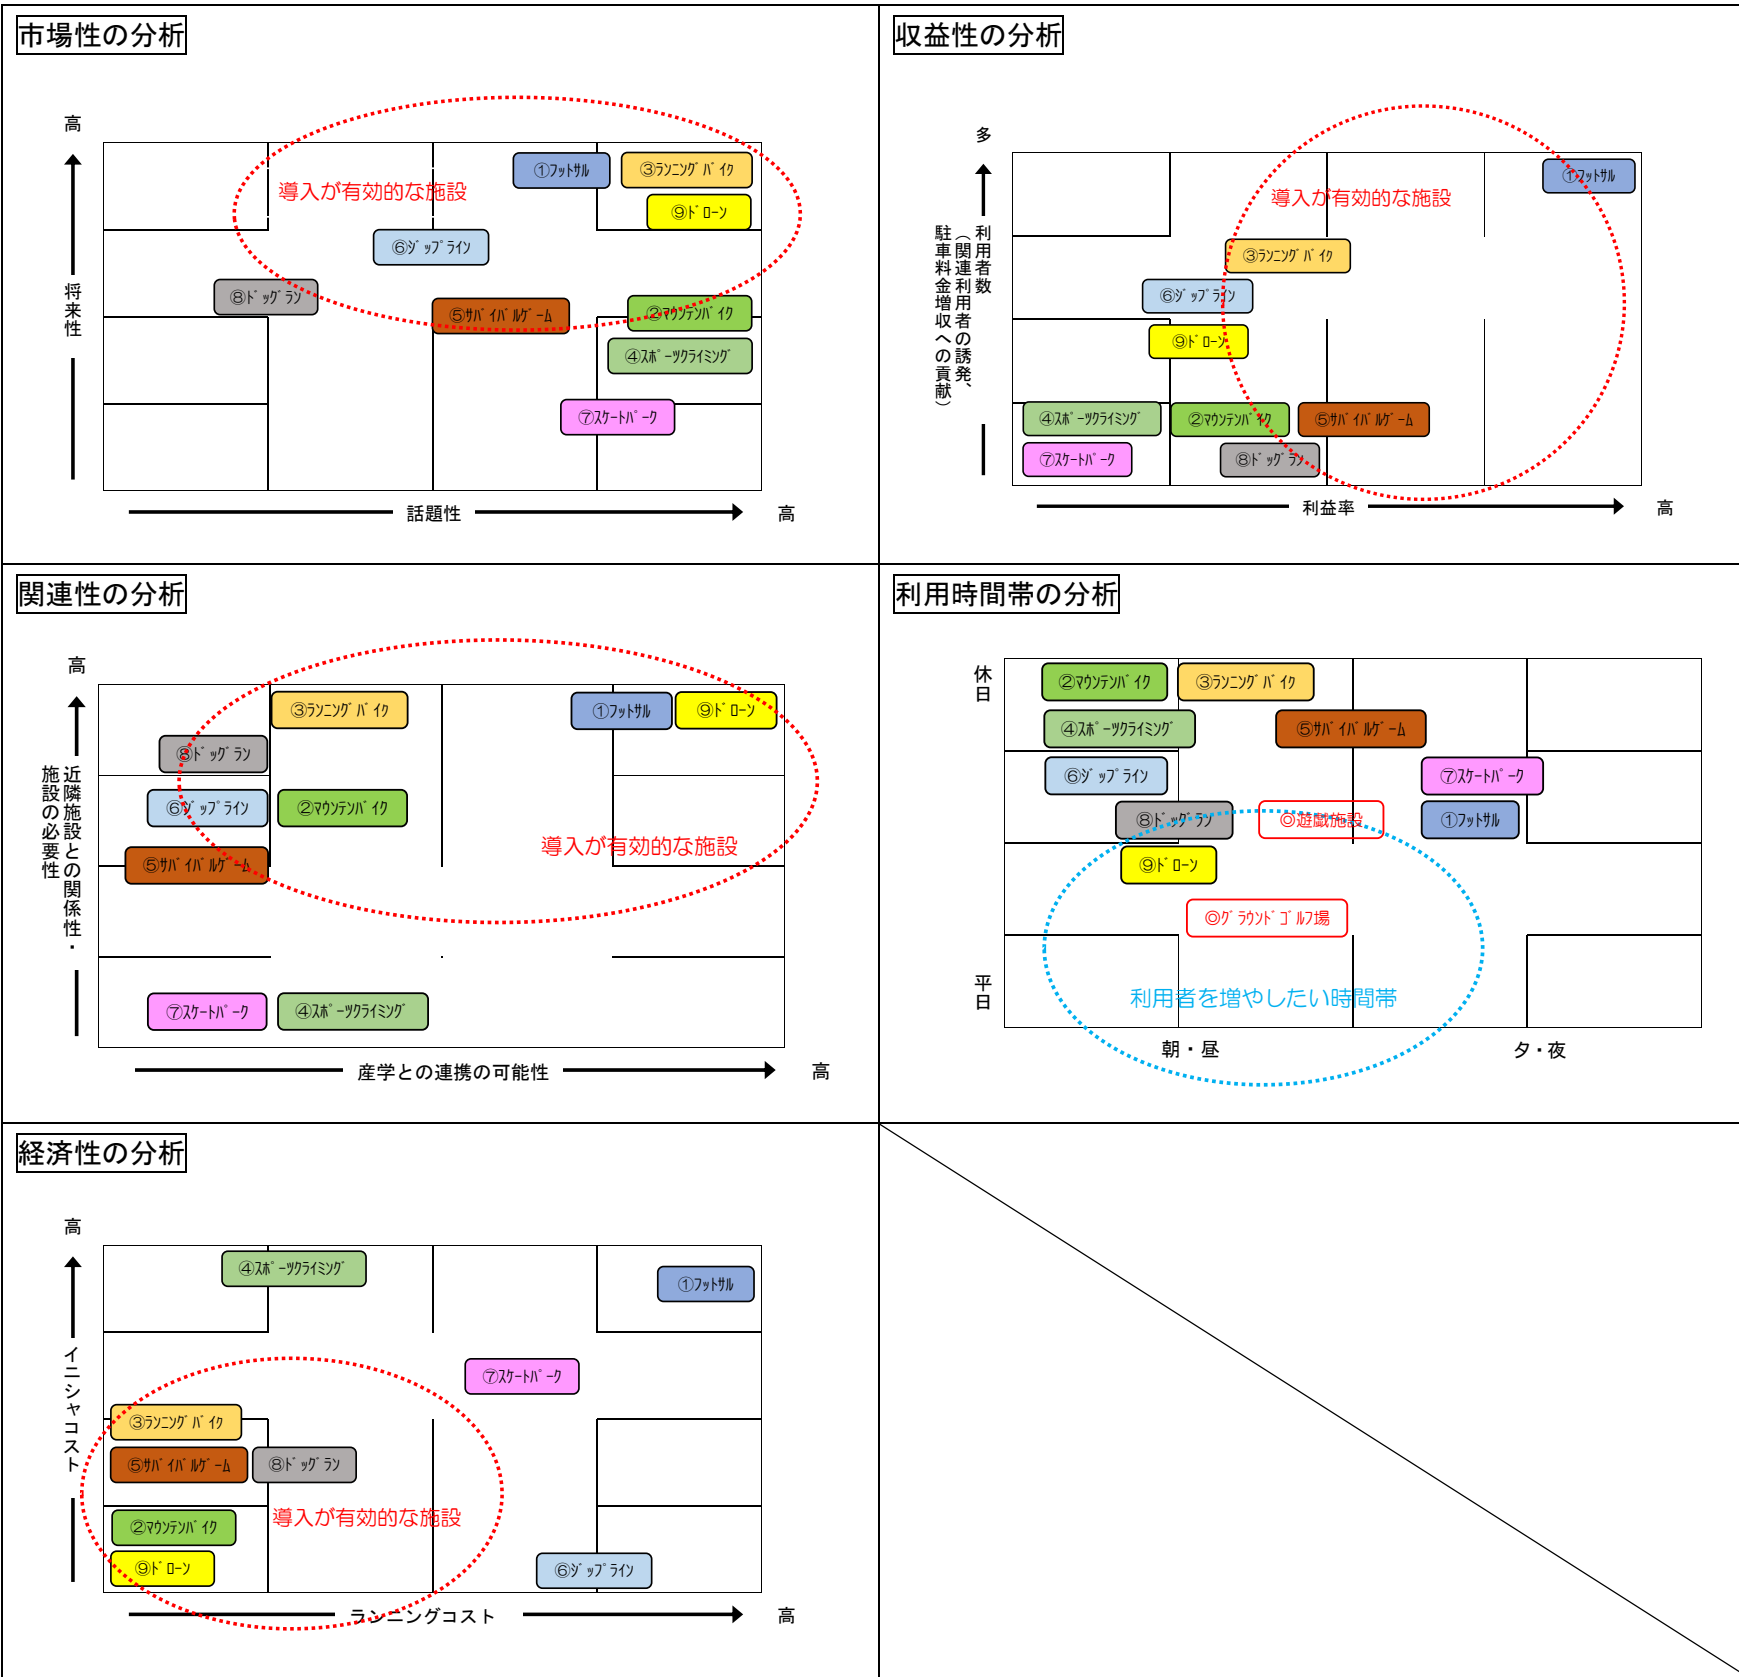 市場性の分析
高
将来性
導入が有効的な施設
①ﾌｯﾄｻﾙ
③ﾗﾝﾆﾝｸﾞﾊﾞｲｸ
⑨ﾄﾞﾛｰﾝ
⑥ｼﾞｯﾌﾟﾗｲﾝ
⑧ﾄﾞｯｸﾞﾗﾝ
⑤ｻﾊﾞｲﾊﾞﾙｹﾞｰﾑ
②ﾏｳﾝﾃﾝﾊﾞｲｸ
④ｽﾎﾟｰﾂｸﾗｲﾐﾝｸﾞ
⑦ｽｹｰﾄﾊﾟｰｸ
話題性
高
収益性の分析
多
利用者数
（関連利用者の誘発、
駐車料金増収への貢献）
①ﾌｯﾄｻﾙ
導入が有効的な施設
③ﾗﾝﾆﾝｸﾞﾊﾞｲｸ
⑥ｼﾞｯﾌﾟﾗｲﾝ
⑨ﾄﾞﾛｰﾝ
④ｽﾎﾟｰﾂｸﾗｲﾐﾝｸﾞ
②ﾏｳﾝﾃﾝﾊﾞｲｸ
⑤ｻﾊﾞｲﾊﾞﾙｹﾞｰﾑ
⑦ｽｹｰﾄﾊﾟｰｸ
⑧ﾄﾞｯｸﾞﾗﾝ
利益率
高
関連性の分析
高
近隣施設との関係性・
施設の必要性
③ﾗﾝﾆﾝｸﾞﾊﾞｲｸ
①ﾌｯﾄｻﾙ
⑨ﾄﾞﾛｰﾝ
⑧ﾄﾞｯｸﾞﾗﾝ
⑥ｼﾞｯﾌﾟﾗｲﾝ
②ﾏｳﾝﾃﾝﾊﾞｲｸ
導入が有効的な施設
⑤ｻﾊﾞｲﾊﾞﾙｹﾞｰﾑ
⑦ｽｹｰﾄﾊﾟｰｸ
④ｽﾎﾟｰﾂｸﾗｲﾐﾝｸﾞ
産学との連携の可能性
高
利用時間帯の分析
休日
②ﾏｳﾝﾃﾝﾊﾞｲｸ
③ﾗﾝﾆﾝｸﾞﾊﾞｲｸ
④ｽﾎﾟｰﾂｸﾗｲﾐﾝｸﾞ
⑤ｻﾊﾞｲﾊﾞﾙｹﾞｰﾑ
⑥ｼﾞｯﾌﾟﾗｲﾝ
⑦ｽｹｰﾄﾊﾟｰｸ
⑧ﾄﾞｯｸﾞﾗﾝ
◎遊戯施設
①ﾌｯﾄｻﾙ
⑨ﾄﾞﾛｰﾝ
◎ｸﾞﾗｳﾝﾄﾞｺﾞﾙﾌ場
平日
利用者を増やしたい時間帯
朝・昼
夕・夜
経済性の分析
高
イニシャコスト
④ｽﾎﾟｰﾂｸﾗｲﾐﾝｸﾞ
①ﾌｯﾄｻﾙ
⑦ｽｹｰﾄﾊﾟｰｸ
③ﾗﾝﾆﾝｸﾞﾊﾞｲｸ
⑤ｻﾊﾞｲﾊﾞﾙｹﾞｰﾑ
⑧ﾄﾞｯｸﾞﾗﾝ
導入が有効的な施設
②ﾏｳﾝﾃﾝﾊﾞｲｸ
⑨ﾄﾞﾛｰﾝ
⑥ｼﾞｯﾌﾟﾗｲﾝ
ランニングコスト
高